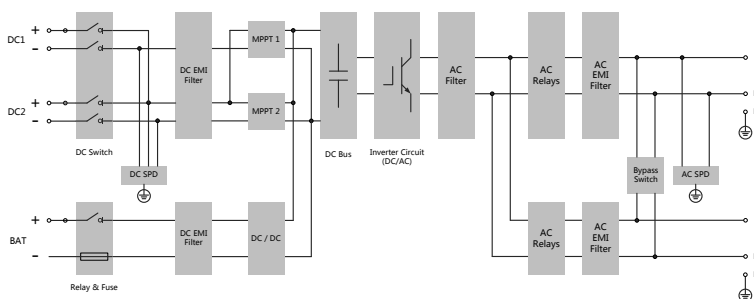 DC1
+
−
DC2
+
−
DC Switch
DC SPD
DC EMI
Filter
MPPT 1
MPPT 2
DC Bus
Inverter Circuit
(DC/AC)
AC
Filter
AC
Relays
AC
EMI
Filter
Bypass
Switch
AC SPD
BAT
+
−
Relay & Fuse
DC EMI
Filter
DC / DC
AC
Relays
AC
EMI
Filter